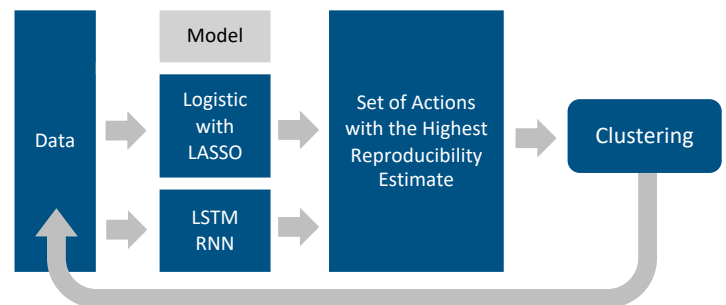 Data
Model
Logistic
with
LASSO
LSTM
RNN
Set of Actions
with the Highest
Reproducibility
Estimate
Clustering